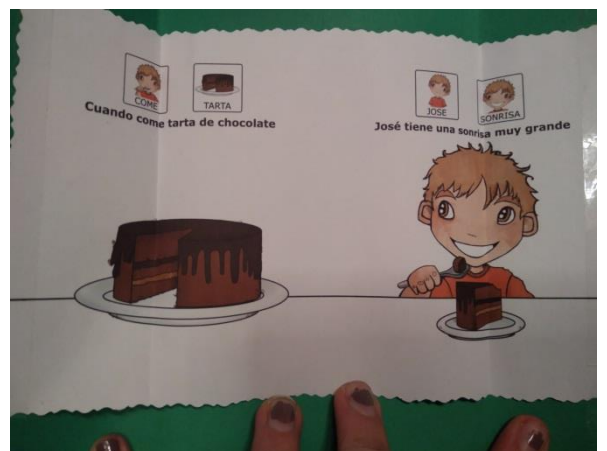 COME
TARTA
Cuando come tarta de chocolate
JOSE
SONRISA
José tiene una sonrisa muy grande